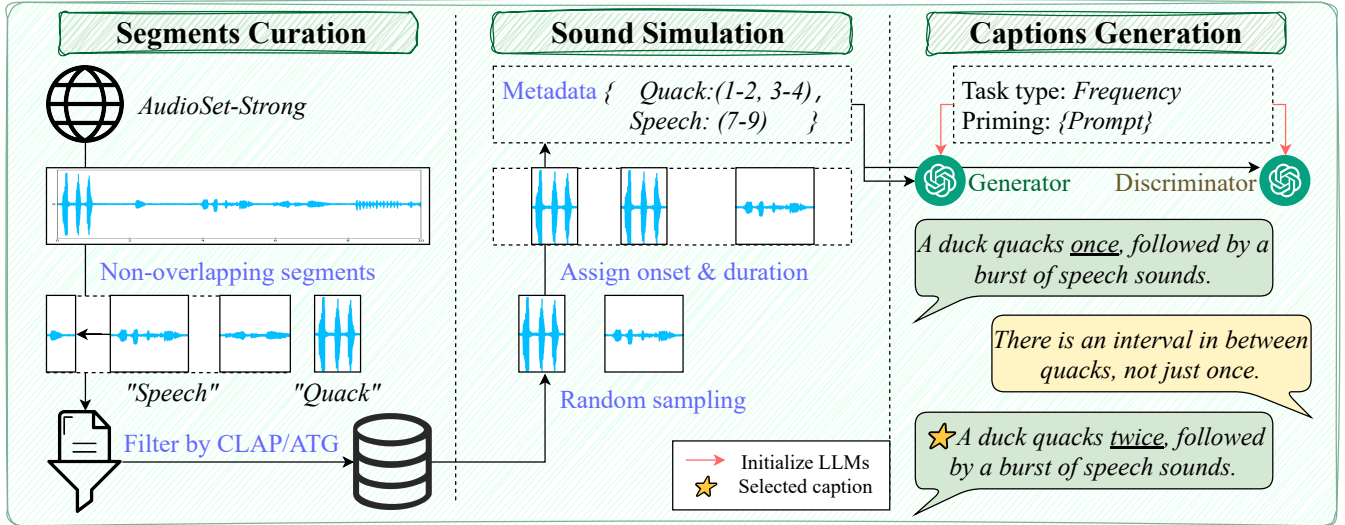 Segments Curation
AudioSet-Strong
Non-overlapping segments
"Speech"
"Quack"
Filter by CLAP/ATG
Sound Simulation
Metadata { Quack:(1-2, 3-4),
Speech: (7-9) }
Assign onset & duration
Random sampling
Initialize LLMs
Selected caption
Captions Generation
Task type: Frequency
Priming: {Prompt}
Generator
Discriminator
A duck quacks once, followed by a
burst of speech sounds.
There is an interval in between
quacks, not just once.
A duck quacks twice, followed
by a burst of speech sounds.